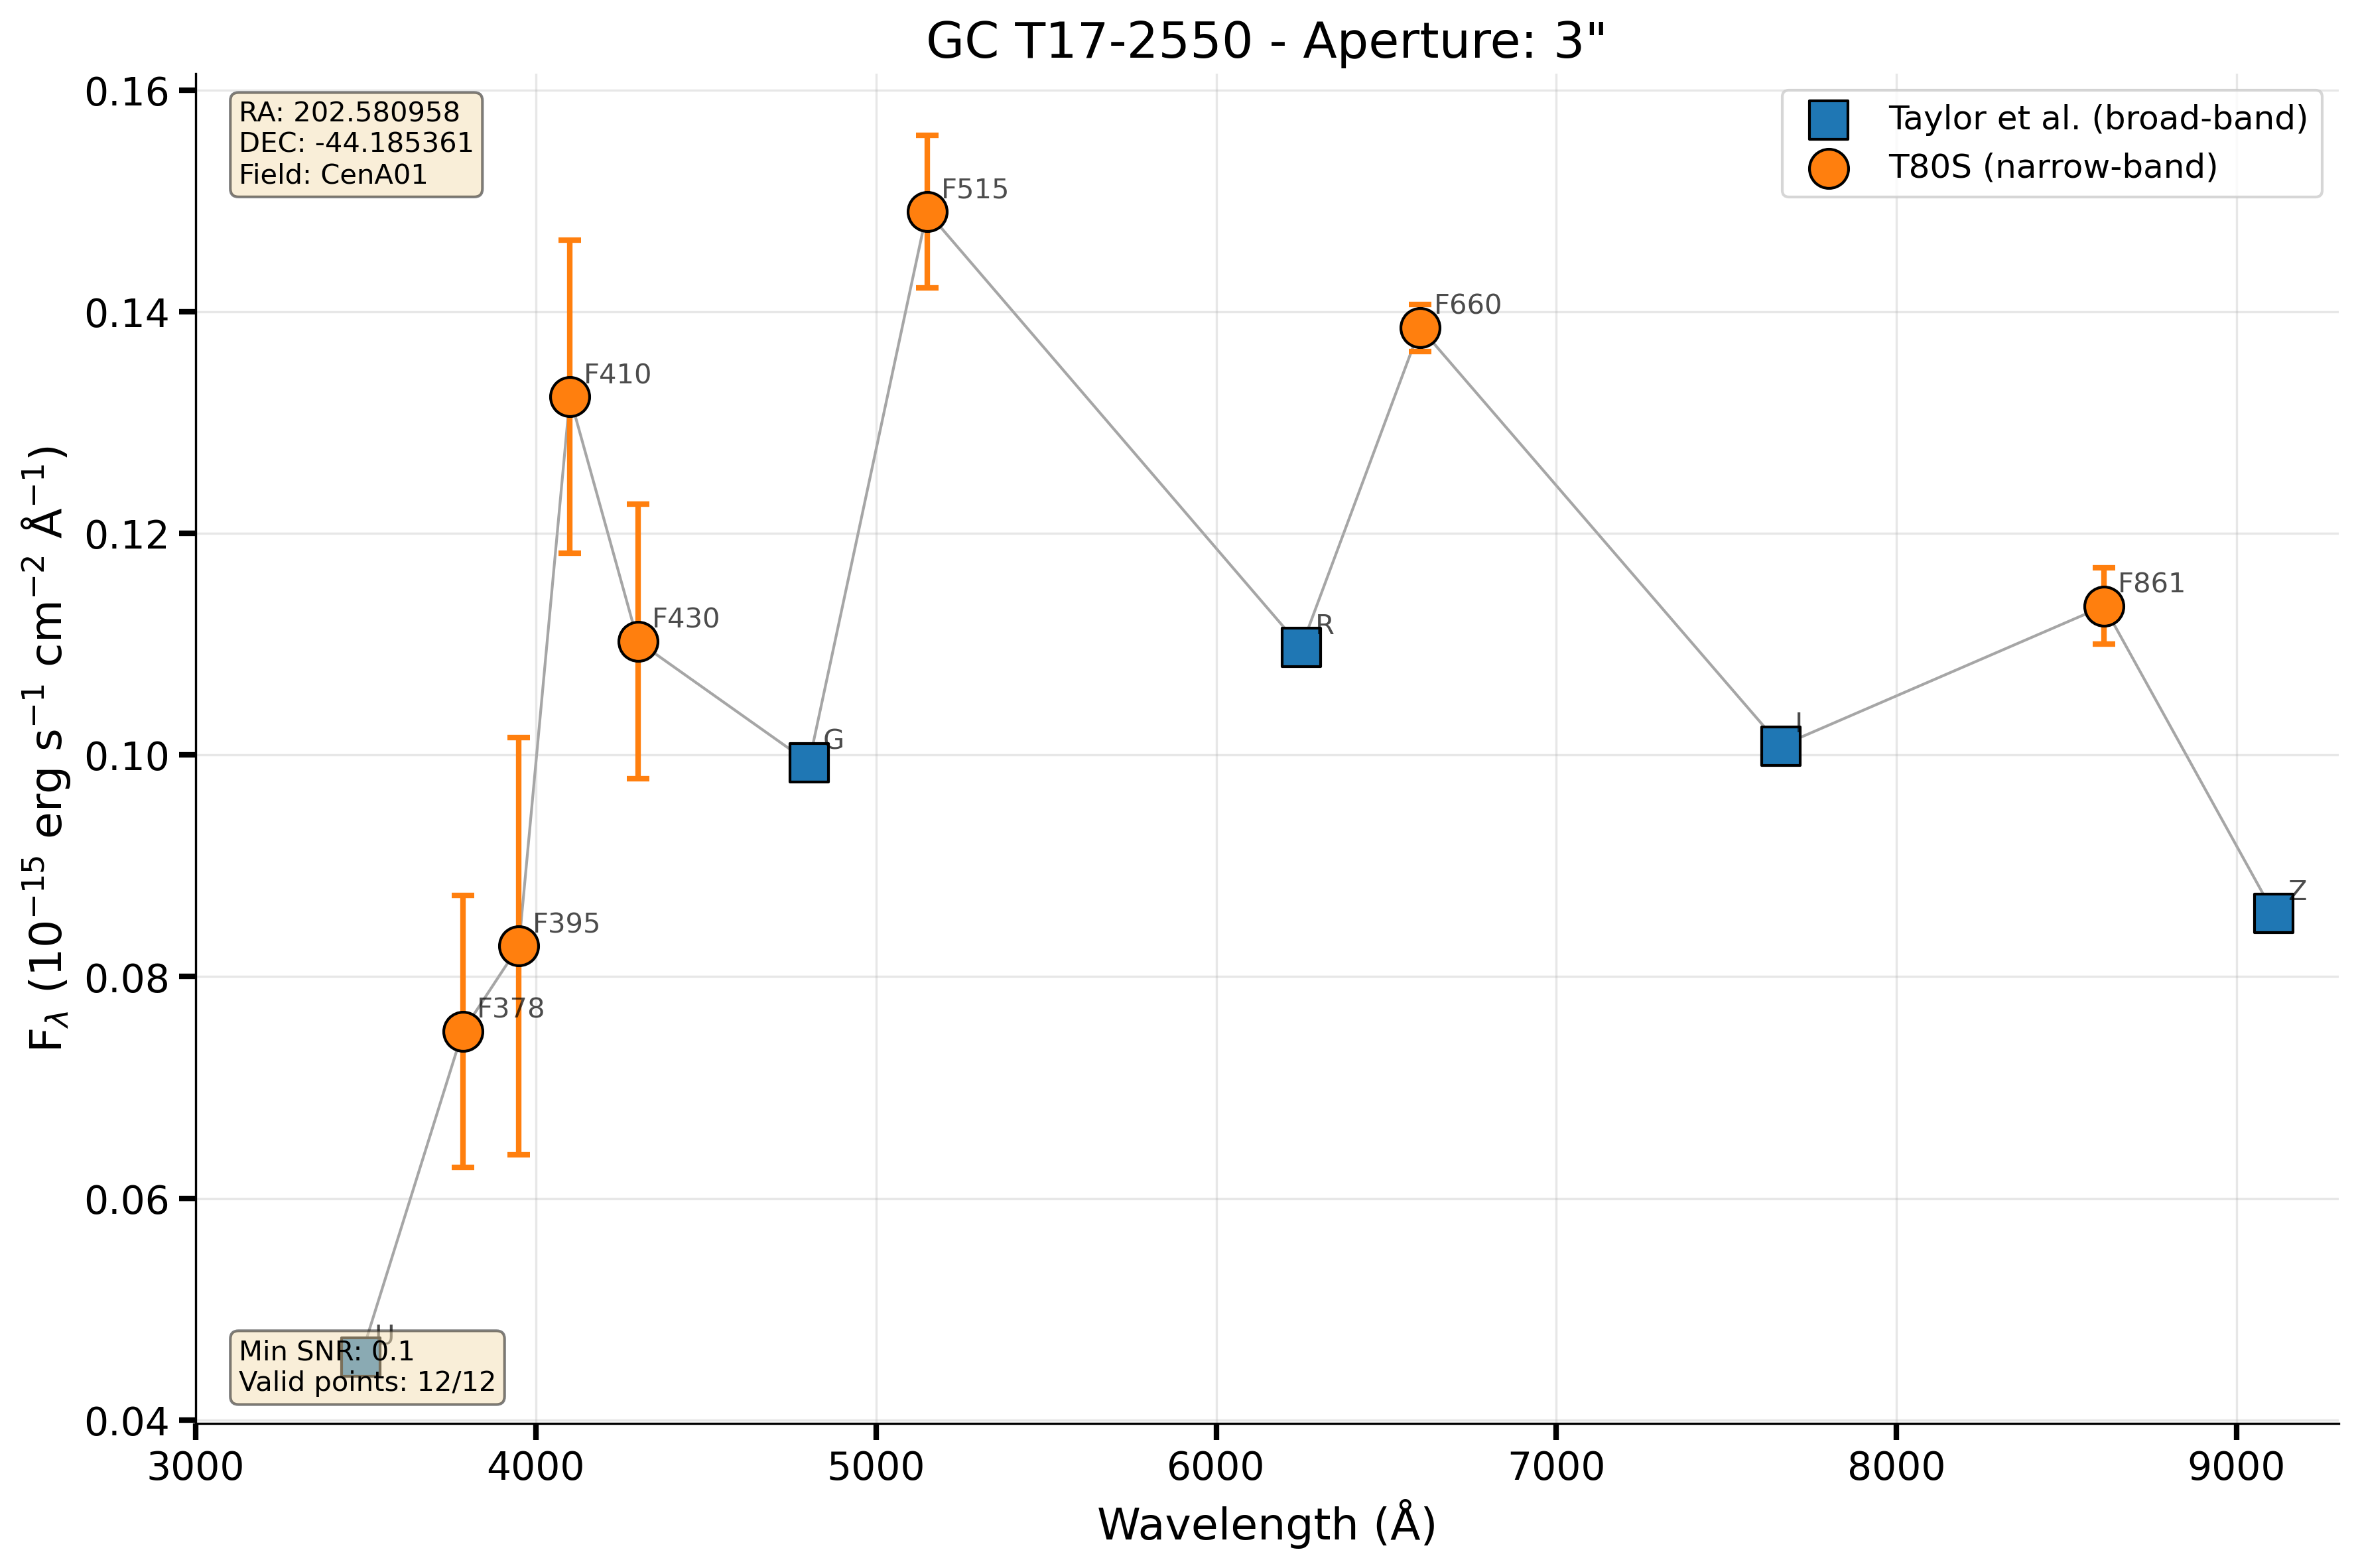 GC T17-2550 - Aperture: 3"
RA: 202.580958
DEC: -44.185361
Field: CenA01
Taylor et al. (broad-band)
T80S (narrow-band)
0.16
0.14
0.12
0.10
0.08
0.06
0.04
F515
F660
F410
F861
F430
R
I
G
Z
F395
F378
U
Min SNR: 0.1
Valid points: 12/12
3000
4000
5000
6000
7000
8000
9000
Wavelength (Å)
F_λ (10⁻¹⁵ erg s⁻¹ cm⁻² Å⁻¹)